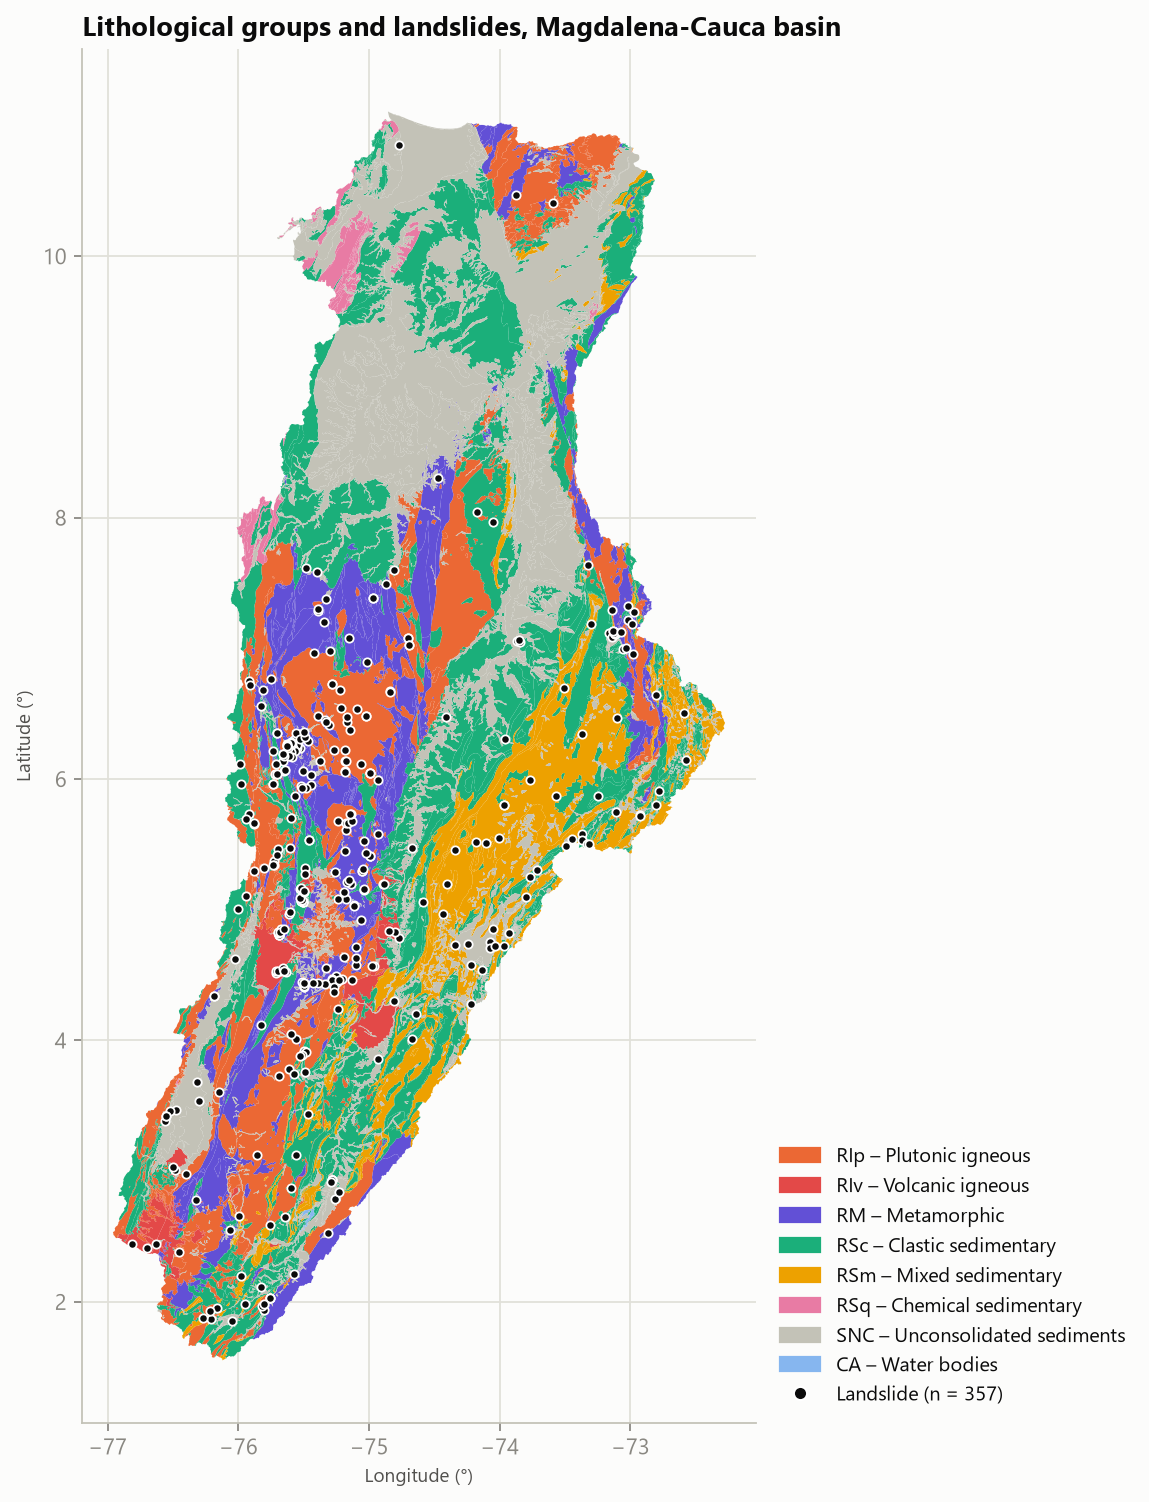 Lithological groups and landslides, Magdalena-Cauca basin
10
8
6
4
2
Latitude (°)
−77
−76
−75
−74
−73
Longitude (°)
RIp – Plutonic igneous
RIv – Volcanic igneous
RM – Metamorphic
RSc – Clastic sedimentary
RSm – Mixed sedimentary
RSq – Chemical sedimentary
SNC – Unconsolidated sediments
CA – Water bodies
Landslide (n = 357)